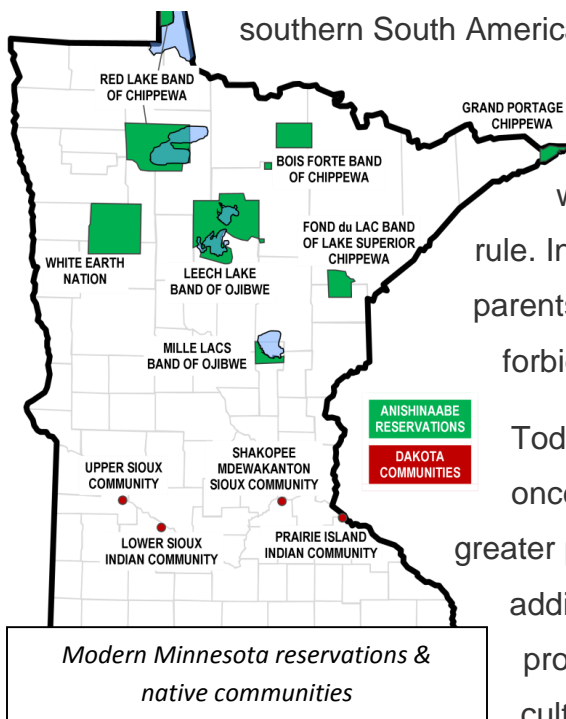 southern South America
RED LAKE BAND
OF CHIPPEWA
GRAND PORTAGE
CHIPPEWA
BOIS FORTE BAND
OF CHIPPEWA
FOND du LAC BAND
OF LAKE SUPERIOR
CHIPPEWA
WHITE EARTH
NATION
LEECH LAKE
BAND OF OJIBWE
rule. In
parents
MILLE LACS
BAND OF OJIBWE
ANISHINAABE
RESERVATIONS
DAKOTA
COMMUNITIES
UPPER SIOUX
COMMUNITY
SHAKOPEE
MDEWAKANTON
SIOUX COMMUNITY
once
LOWER SIOUX
INDIAN COMMUNITY
PRAIRIE ISLAND
INDIAN COMMUNITY
greater
Modern Minnesota reservations &
native communities